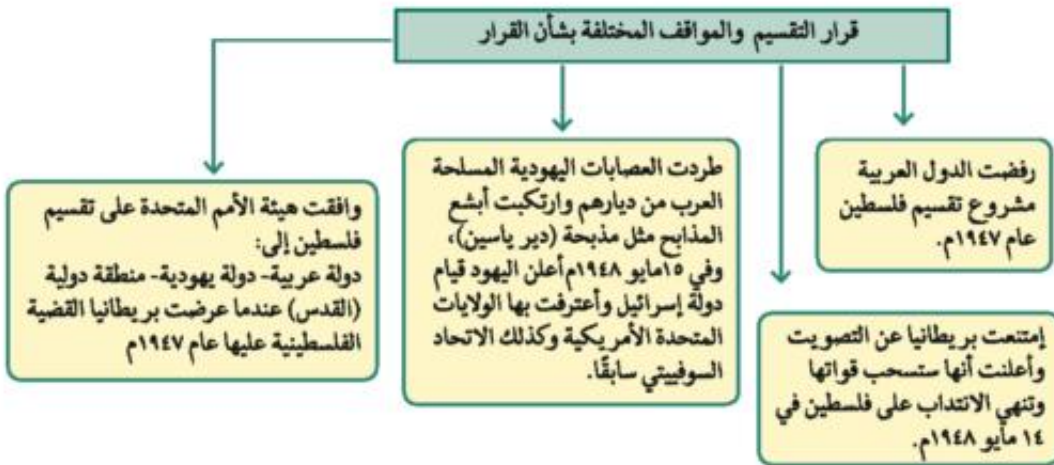 قرار التقسيم والمواقف المختلفة بشأن القرار
رفضت الدول العربية
مشروع تقسيم فلسطين
عام ١٩٤٧م.
إمتنعت بريطانيا عن التصويت
وأعلنت أنها ستسحب قواتها
وتنهي الانتداب على فلسطين في
١٤ مايو ١٩٤٨م.
طردت العصابات اليهودية المسلحة
العرب من ديارهم وارتكبت أبشع
المذابح مثل مذبحة (دير ياسين)،
وفي ١٥مايو ١٩٤٨م أعلن اليهود قيام
دولة إسرائيل وأعترفت بها الولايات
المتحدة الأمريكية وكذلك الاتحاد
السوفييتي سابقًا.
وافقت هيئة الأمم المتحدة على تقسيم
فلسطين إلى:
دولة عربية- دولة يهودية- منطقة دولية
(القدس) عندما عرضت بريطانيا القضية
الفلسطينية عليها عام ١٩٤٧م